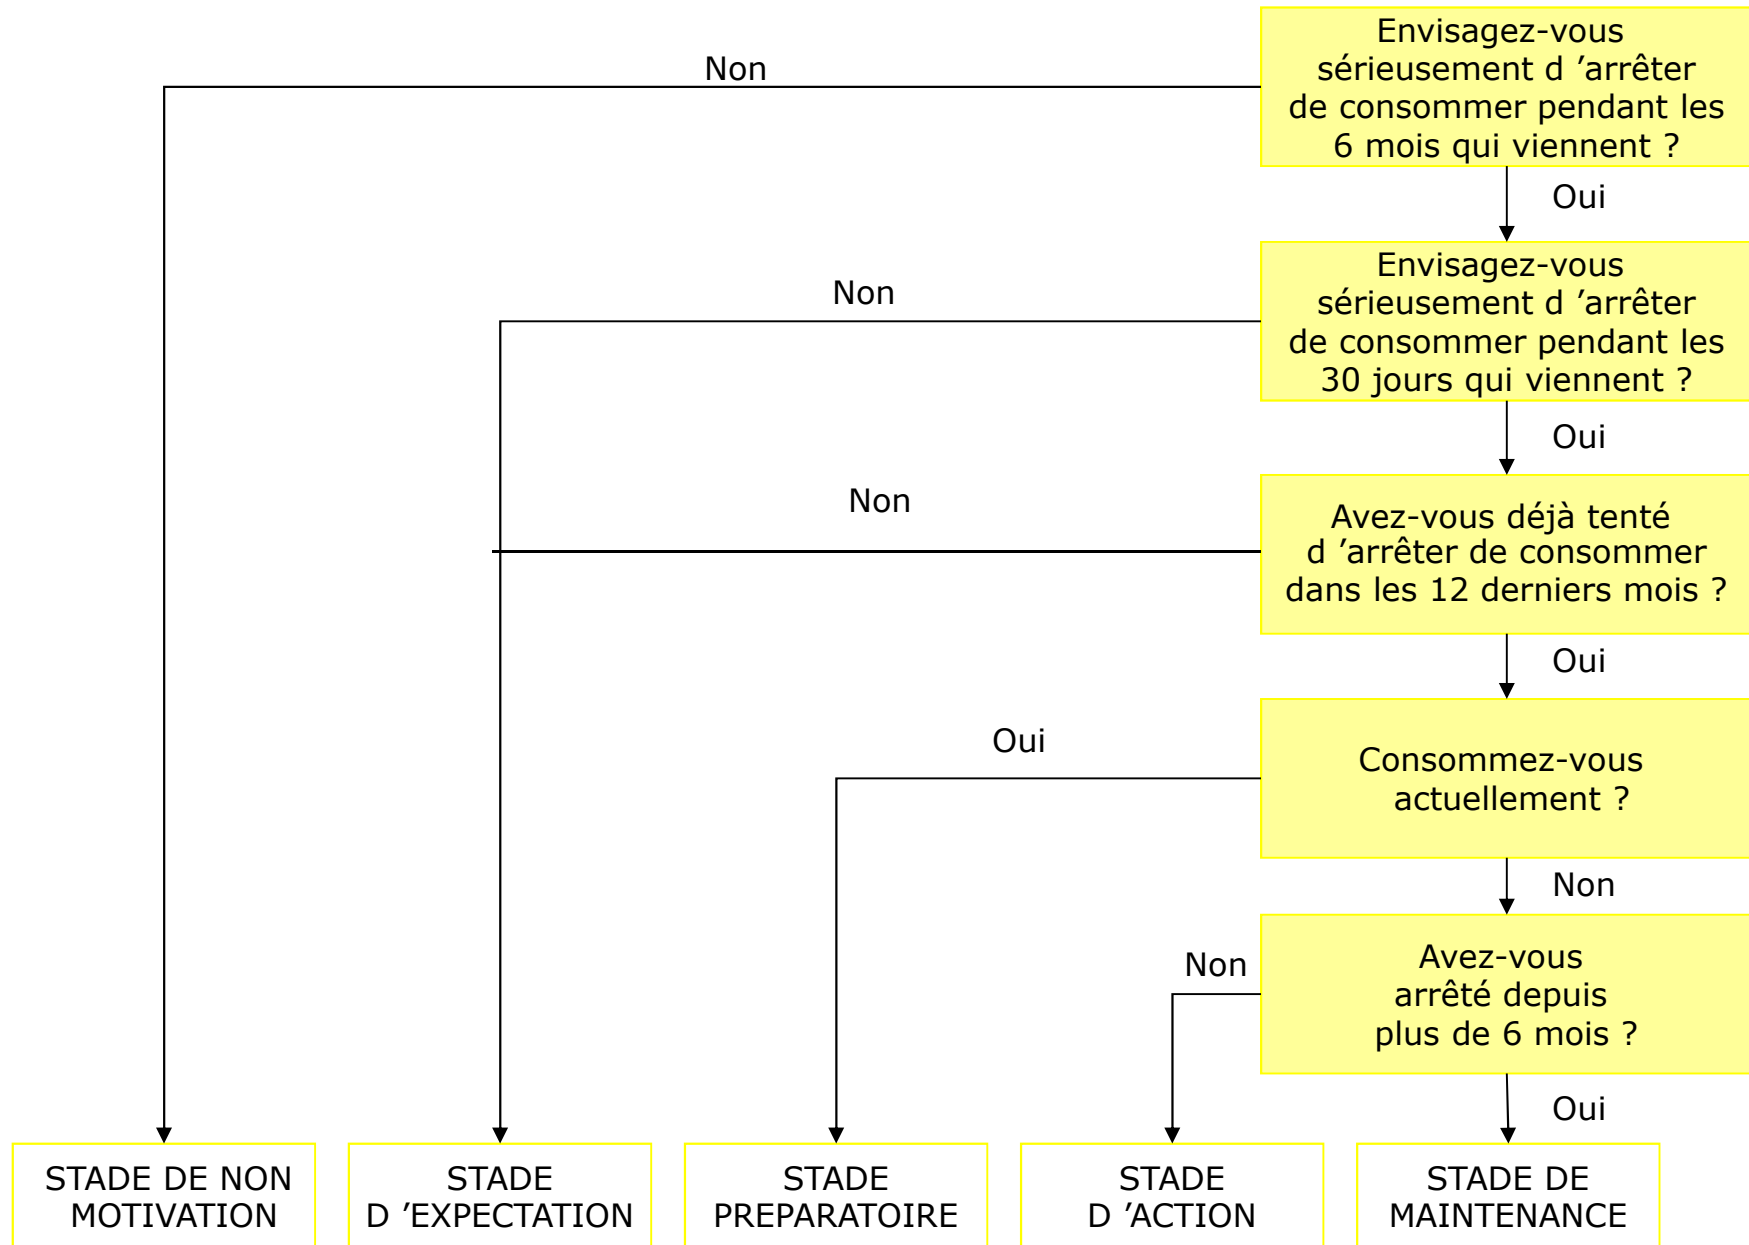 Envisagez-vous
sérieusement d ’arrêter
de consommer pendant les
6 mois qui viennent ?
Non
Oui
Envisagez-vous
sérieusement d ’arrêter
de consommer pendant les
30 jours qui viennent ?
Non
Oui
Avez-vous déjà tenté
d ’arrêter de consommer
dans les 12 derniers mois ?
Non
Oui
Consommez-vous
actuellement ?
Oui
Non
Avez-vous
arrêté depuis
plus de 6 mois ?
Non
Oui
STADE DE NON
MOTIVATION
STADE
D ’EXPECTATION
STADE
PREPARATOIRE
STADE
D ’ACTION
STADE DE
MAINTENANCE